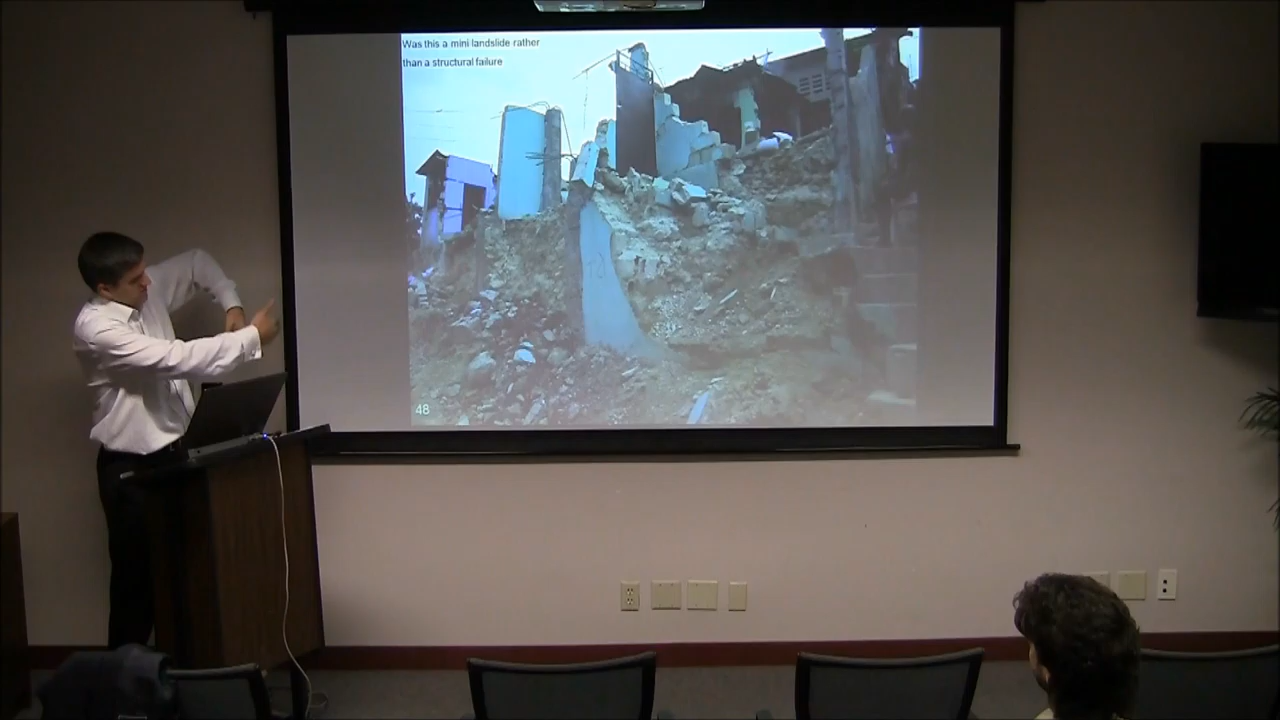 Was this a mini landslide rather
than a structural failure
48